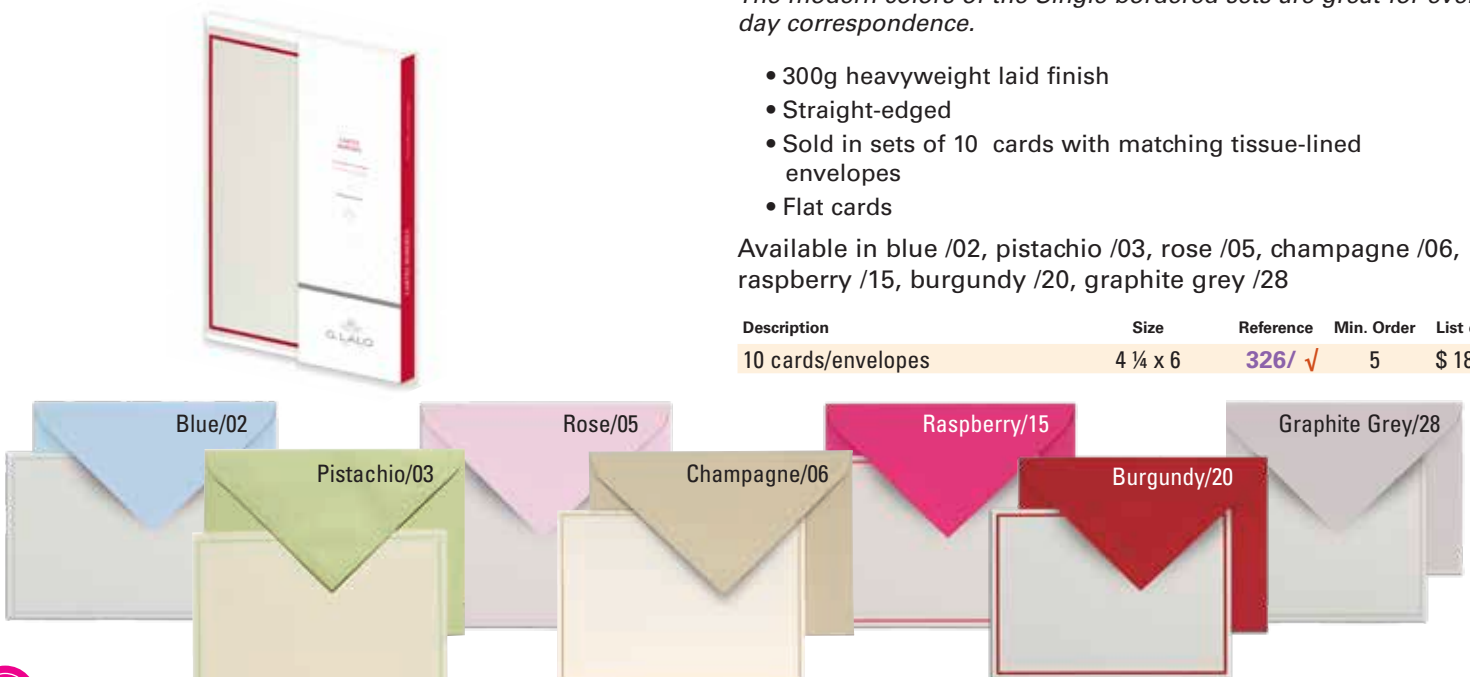 day correspondence.
• 300g heavyweight laid finish
• Straight-edged
• Sold in sets of 10 cards with matching tissue-lined
envelopes
• Flat cards
Available in blue /02, pistachio /03, rose /05, champagne /06,
raspberry /15, burgundy /20, graphite grey /28
Description Size Reference Min. Order List
10 cards/envelopes 4 ¼ x 6 326/ √ 5 $ 18
G. LALO
Blue/02 Rose/05 Raspberry/15 Graphite Grey/28
Pistachio/03 Champagne/06 Burgundy/20